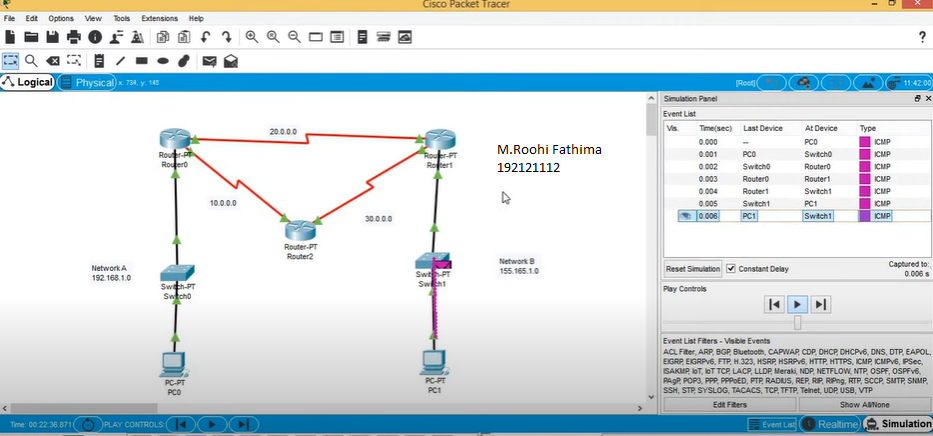 Cisco Packet Tracer
File Edit Options View Tools Extensions Help
?
Logical Physical x: 734, y: 145 [Root] 11:42:00
20.0.0.0
Router-PT
Router0
Router-PT
Router1
M.Roohi Fathima
192121112
10.0.0.0
30.0.0.0
Router-PT
Router2
Network A
192.168.1.0
Switch-PT
Switch0
Switch-PT
Switch1
Network B
155.165.1.0
PC-PT
PC0
PC-PT
PC1
Simulation Panel
Event List
Vis. Time(sec) Last Device At Device Type
0.000 -- PC0 ICMP
0.001 PC0 Switch0 ICMP
0.002 Switch0 Router0 ICMP
0.003 Router0 Router1 ICMP
0.004 Router1 Switch1 ICMP
0.005 Switch1 PC1 ICMP
0.006 PC1 Switch1 ICMP
Reset Simulation Constant Delay
Captured to:
0.006 s
Play Controls
Event List Filters - Visible Events
ACL Filter, ARP, BGP, Bluetooth, CAPWAP, CDP, DHCP, DHCPv6, DNS, DTP, EAPOL,
EIGRP, EIGRPv6, FTP, H.323, HSRP, HSRPv6, HTTP, HTTPS, ICMP, ICMPv6, IPSec,
ISAKMP, IoT, IoT TCP, LACP, LLDP, Meraki, NDP, NETFLOW, NTP, OSPF, OSPFv6,
PAgP, POP3, PPP, PPPoED, PTP, RADIUS, REP, RIP, RIPng, RTP, SCCP, SMTP, SNMP,
SSH, STP, SYSLOG, TACACS, TCP, TFTP, Telnet, UDP, USB, VTP
Edit Filters Show All/None
Time: 00:22:36.871 PLAY CONTROLS: Event List Realtime Simulation